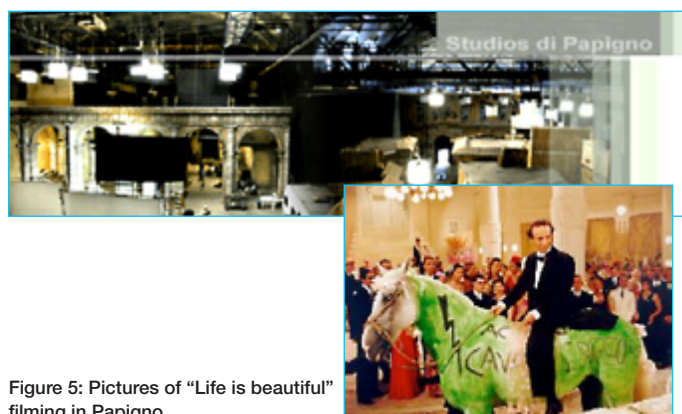 Studios di Papigno
Figure 5: Pictures of “Life is beautiful”
filming in Papigno